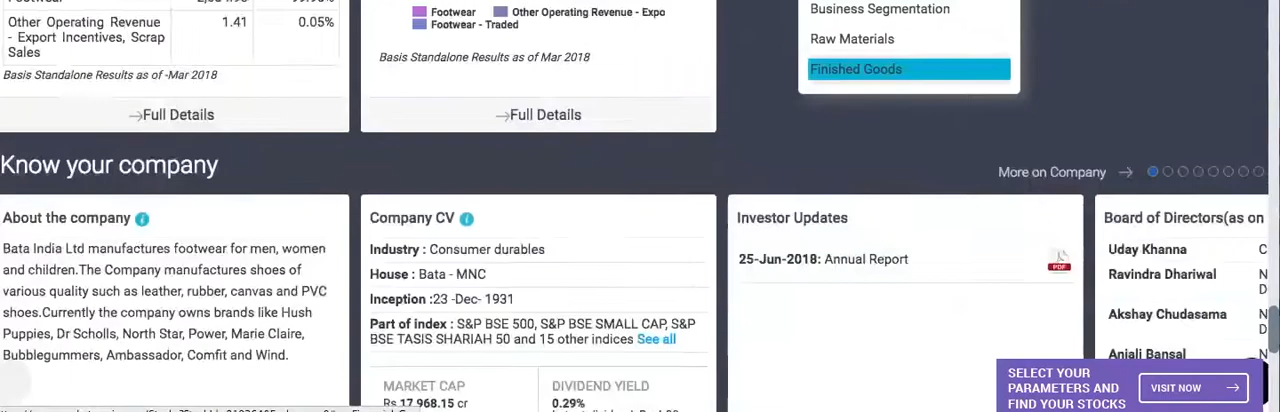 Footwear
Other Operating Revenue - Expo
Footwear - Traded
Other Operating Revenue
- Export Incentives, Scrap
Sales
1.41
0.05%
Basis Standalone Results as of -Mar 2018
Basis Standalone Results as of Mar 2018
→Full Details
→Full Details
Business Segmentation
Raw Materials
Finished Goods
Know your company
More on Company →
About the company
Bata India Ltd manufactures footwear for men, women
and children.The Company manufactures shoes of
various quality such as leather, rubber, canvas and PVC
shoes.Currently the company owns brands like Hush
Puppies, Dr Scholls, North Star, Power, Marie Claire,
Bubblegummers, Ambassador, Comfit and Wind.
Company CV
Industry : Consumer durables
House : Bata - MNC
Inception :23 -Dec- 1931
Part of index : S&P BSE 500, S&P BSE SMALL CAP, S&P
BSE TASIS SHARIAH 50 and 15 other indices See all
MARKET CAP
Rs 17,968.15 cr
DIVIDEND YIELD
0.29%
Investor Updates
25-Jun-2018: Annual Report
PDF
Board of Directors(as on
Uday Khanna C
Ravindra Dhariwal N
D
Akshay Chudasama N
D
Anjali Bansal N
SELECT YOUR
PARAMETERS AND
FIND YOUR STOCKS
VISIT NOW →